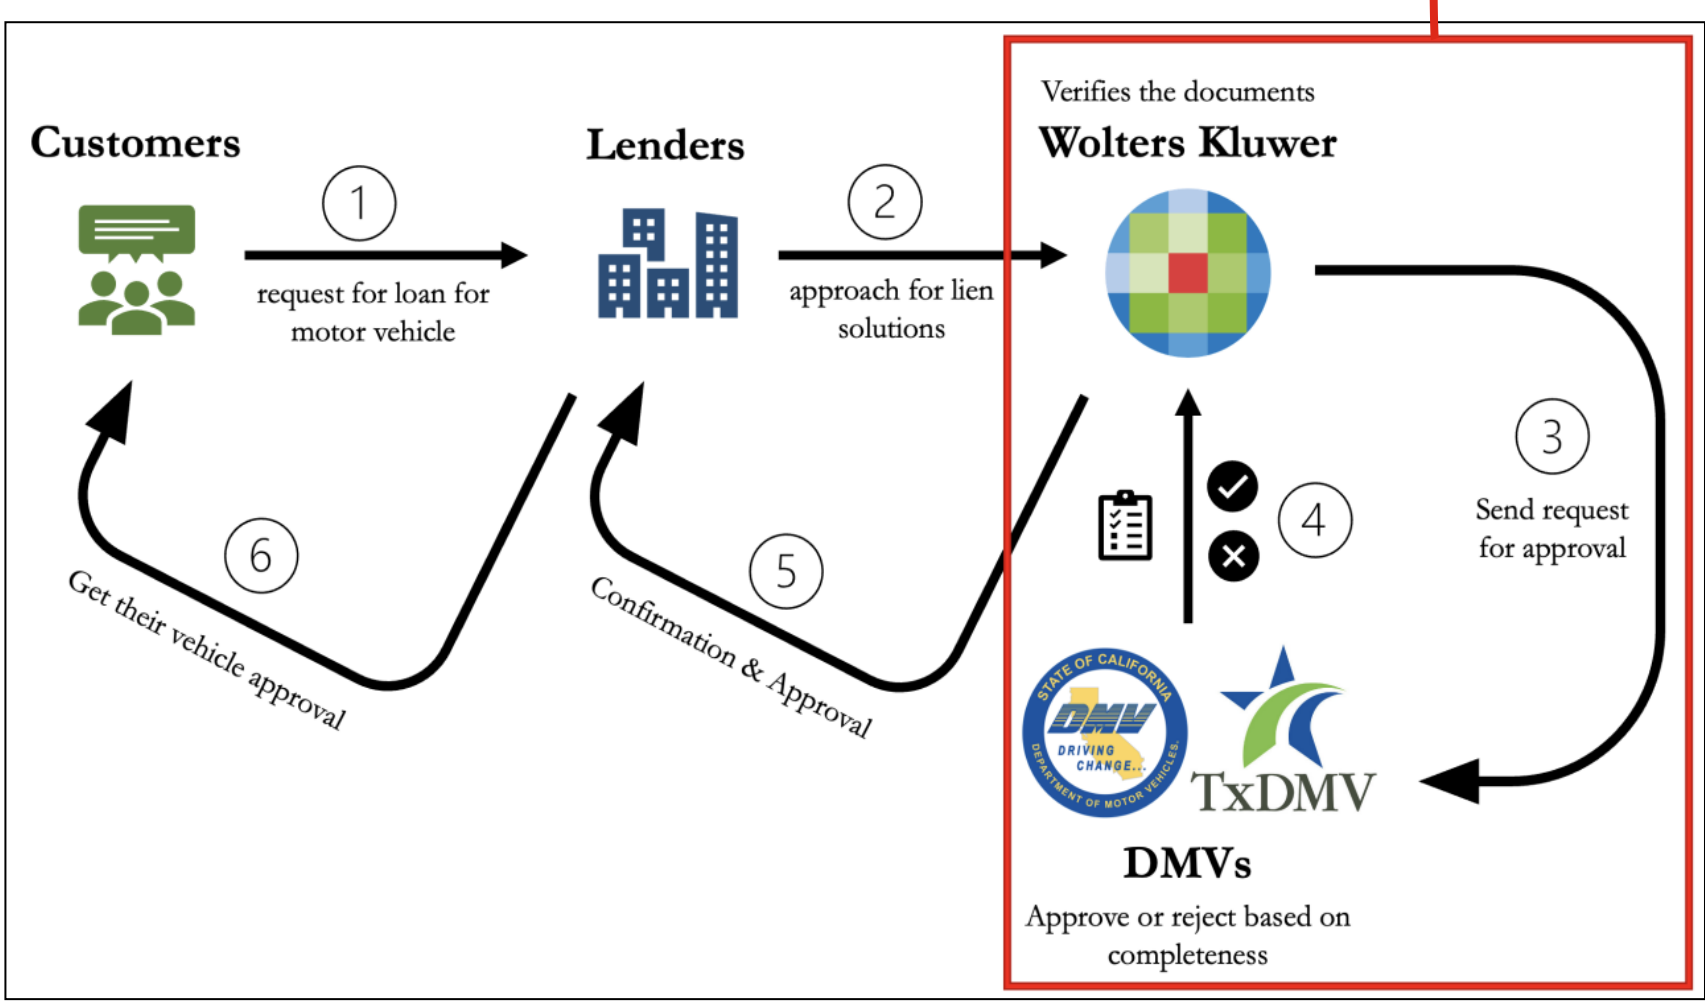 Verifies the documents
Customers
Lenders
Wolters Kluwer
1
2
request for loan for
motor vehicle
approach for lien
solutions
3
Send request
for approval
4
5
6
Get their vehicle approval
Confirmation & Approval
STATE OF CALIFORNIA
DMV
DRIVING
CHANGE...
DEPARTMENT OF MOTOR VEHICLES.
TxDMV
DMVs
Approve or reject based on
completeness